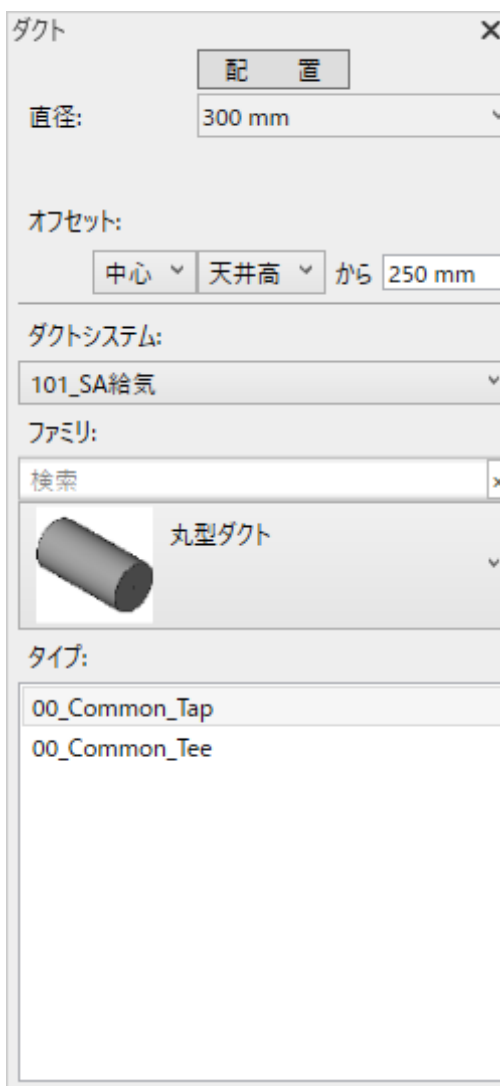 ダクト
配 置
直径: 300 mm
オフセット:
中心 天井高 から 250 mm
ダクトシステム:
101_SA給気
ファミリ:
検索
丸型ダクト
タイプ:
00_Common_Tap
00_Common_Tee